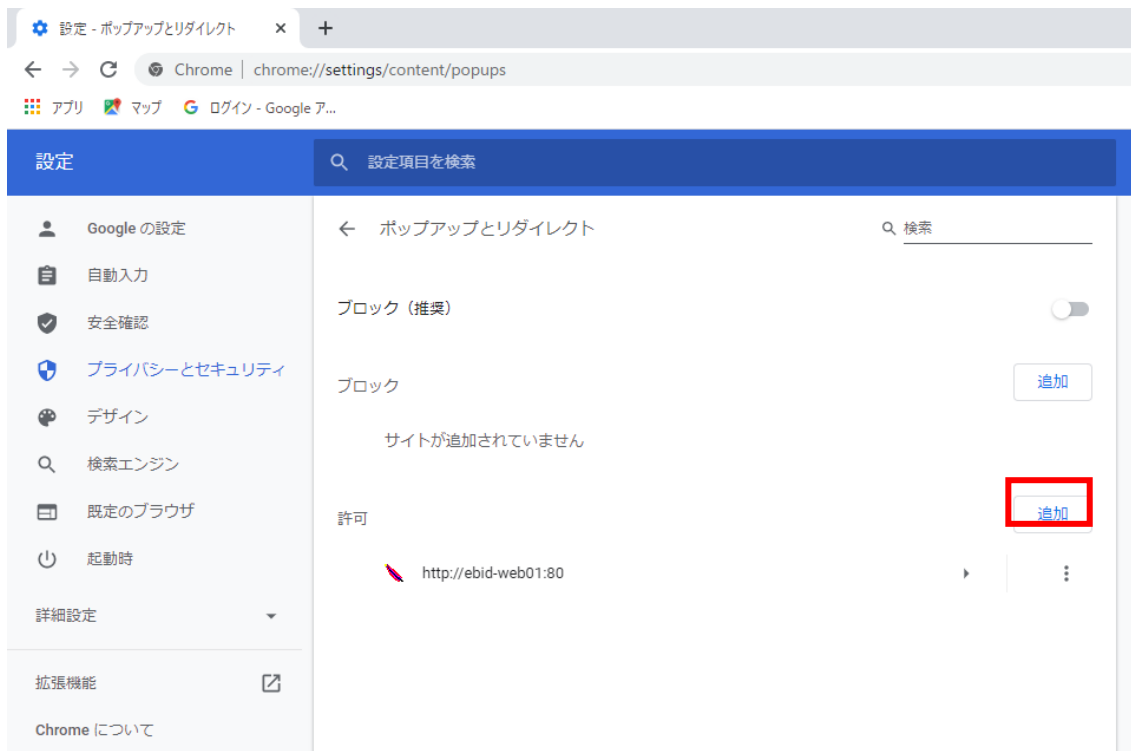 設定 - ポップアップとリダイレクト
Chrome | chrome://settings/content/popups
アプリ マップ ログイン - Google ア...
設定
設定項目を検索
Google の設定
自動入力
安全確認
プライバシーとセキュリティ
デザイン
検索エンジン
既定のブラウザ
起動時
詳細設定
拡張機能
Chrome について
ポップアップとリダイレクト
検索
ブロック（推奨）
ブロック
追加
サイトが追加されていません
許可
追加
http://ebid-web01:80